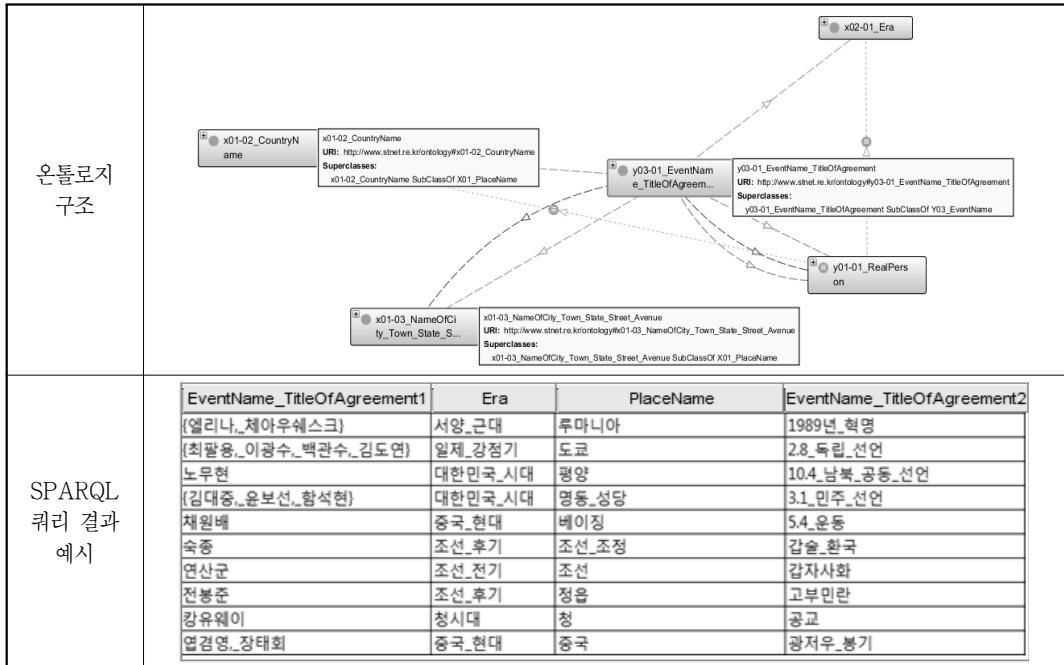 온톨로지
구조
x02-01_Era
x01-02_CountryN
ame
x01-02_CountryName
URI: http://www.stnet.re.kr/ontology#x01-02_CountryName
Superclasses:
x01-02_CountryName SubClassOf X01_PlaceName
y03-01_EventNam
e_TitleOfAgreem...
y03-01_EventName_TitleOfAgreement
URI: http://www.stnet.re.kr/ontology#y03-01_EventName_TitleOfAgreement
Superclasses:
y03-01_EventName_TitleOfAgreement SubClassOf Y03_EventName
y01-01_RealPers
on
x01-03_NameOfCi
ty_Town_State_S...
x01-03_NameOfCity_Town_State_Street_Avenue
URI: http://www.stnet.re.kr/ontology#x01-03_NameOfCity_Town_State_Street_Avenue
Superclasses:
x01-03_NameOfCity_Town_State_Street_Avenue SubClassOf X01_PlaceName
SPARQL
쿼리 결과
예시
EventName_TitleOfAgreement1 Era PlaceName EventName_TitleOfAgreement2
{엘리나,_체아우쉐스크} 서양_근대 루마니아 1989년_혁명
{최팔용,_이광수,_백관수,_김도연} 일제_강점기 도쿄 2.8_독립_선언
노무현 대한민국_시대 평양 10.4_남북_공동_선언
{김대중,_윤보선,_함석현} 대한민국_시대 명동_성당 3.1_민주_선언
채원배 중국_현대 베이징 5.4_운동
숙종 조선_후기 조선_조정 갑술_환국
연산군 조선_전기 조선 갑자사화
전봉준 조선_후기 정읍 고부민란
캉유웨이 청시대 청 공교
엽겸영,_장태회 중국_현대 중국 광저우_봉기